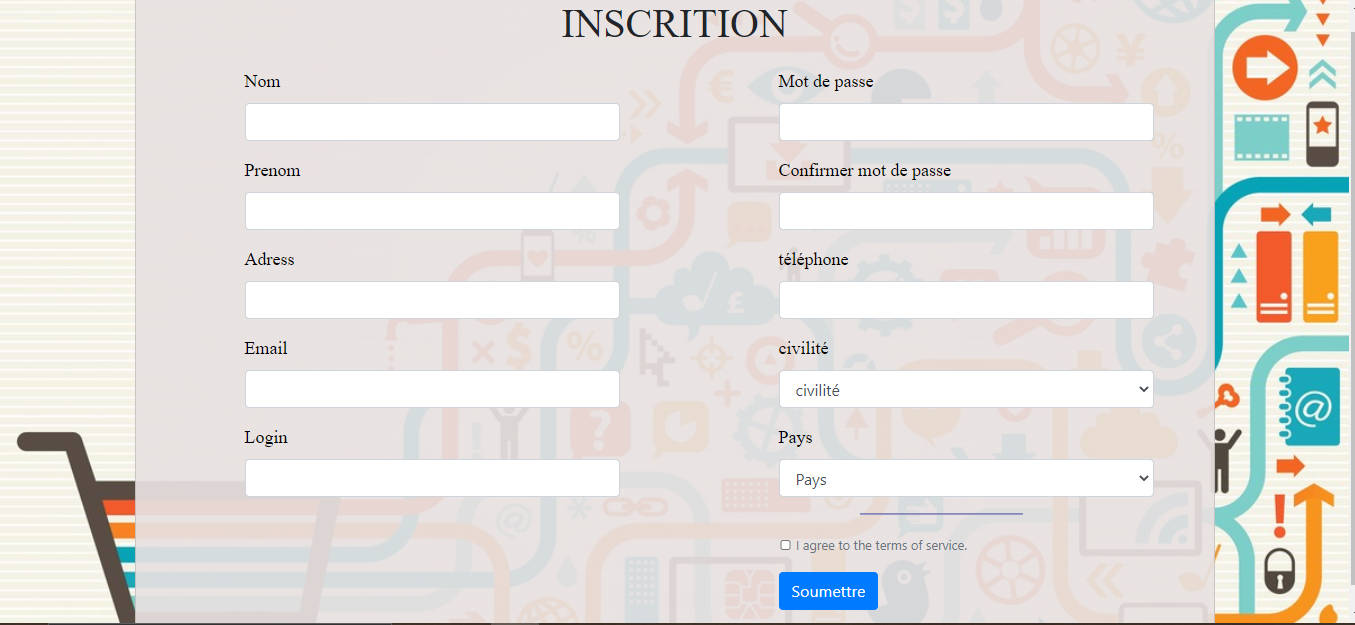 INSCRITION
Nom
Mot de passe
Prenom
Confirmer mot de passe
Adress
téléphone
Email
civilité
civilité
Login
Pays
Pays
I agree to the terms of service.
Soumettre